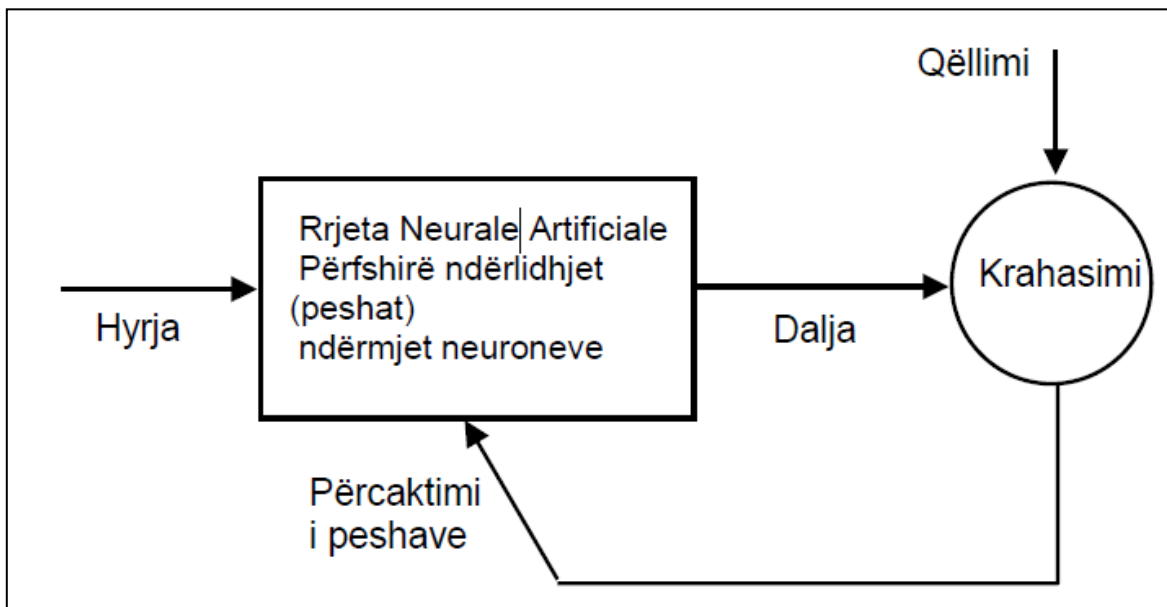 Qëllimi
Rrjeta Neurale Artificiale
Përfshirë ndërlidhjet
(peshat)
ndërmjet neuroneve
Krahasimi
Hyrja
Dalja
Përcaktimi
i peshave